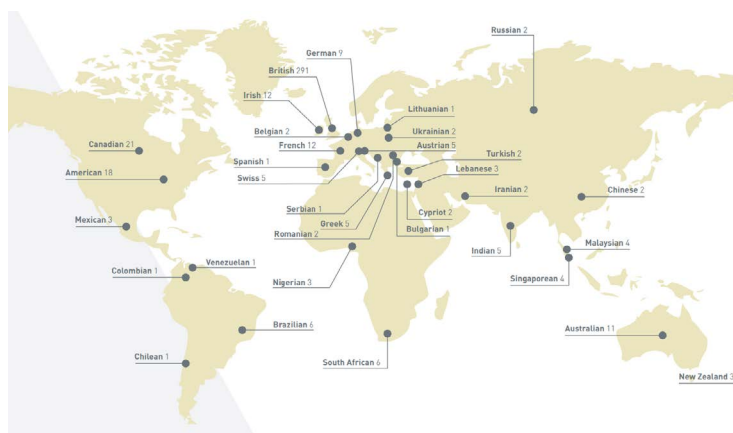 Russian 2
German 9
British 291
Irish 12
Lithuanian 1
Belgian 2
Ukrainian 2
Canadian 21
French 12
Austrian 5
Turkish 2
American 18
Spanish 1
Lebanese 3
Swiss 5
Iranian 2
Chinese 2
Serbian 1
Mexican 3
Greek 5
Cypriot 2
Romanian 2
Bulgarian 1
Indian 5
Malaysian 4
Venezuelan 1
Colombian 1
Nigerian 3
Singaporean 4
Brazilian 6
Australian 11
Chilean 1
South African 6
New Zealand 3